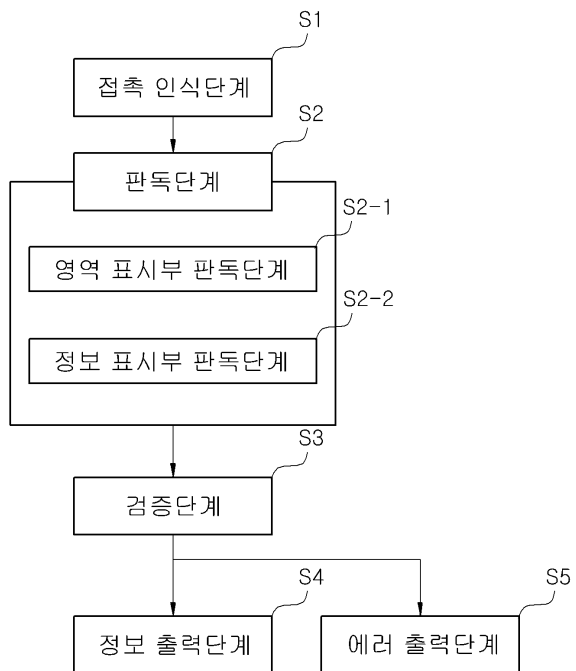 S1
접촉 인식단계
S2
판독단계
S2-1
영역 표시부 판독단계
S2-2
정보 표시부 판독단계
S3
검증단계
S4
정보 출력단계
S5
에러 출력단계